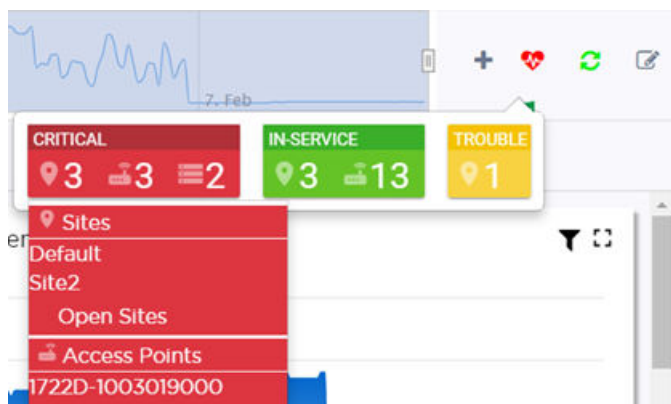 7. Feb
CRITICAL
3 3 2
IN-SERVICE
3 13
TROUBLE
1
Sites
Default
Site2
Open Sites
Access Points
1722D-1003019000
er